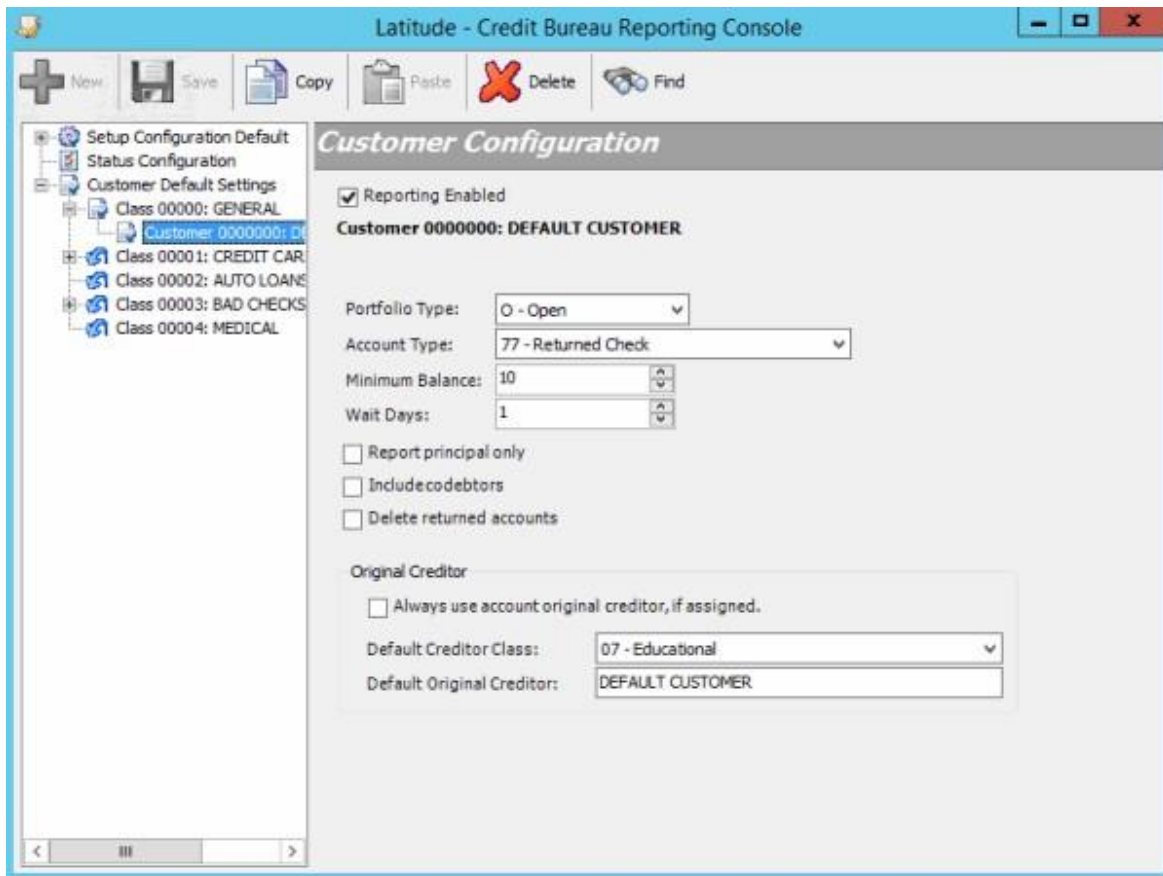 Latitude - Credit Bureau Reporting Console
New Save Copy Paste Delete Find
Setup Configuration Default
Status Configuration
Customer Default Settings
Class 00000: GENERAL
Customer 0000000: DE
Class 00001: CREDIT CAR
Class 00002: AUTO LOANS
Class 00003: BAD CHECKS
Class 00004: MEDICAL
Customer Configuration
Reporting Enabled
Customer 0000000: DEFAULT CUSTOMER
Portfolio Type: O - Open
Account Type: 77 - Returned Check
Minimum Balance: 10
Wait Days: 1
Report principal only
Include codebtors
Delete returned accounts
Original Creditor
Always use account original creditor, if assigned.
Default Creditor Class: 07 - Educational
Default Original Creditor: DEFAULT CUSTOMER